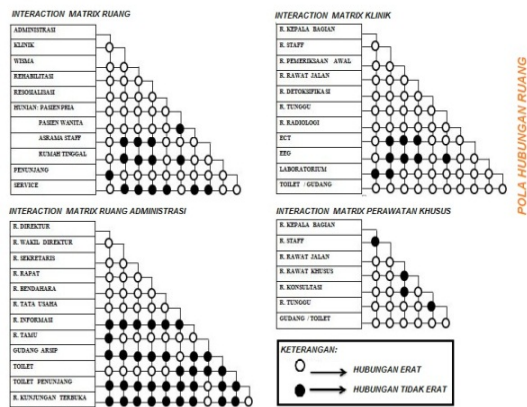 INTERACTION MATRIX RUANG
ADMINISTRASI
KLINIK
WISMA
REHABILITASI
RESOSIALISASI
HUNIAN: PASIEN PRIA
PASIEN WANITA
ASRAMA STAFF
RUMAH TINGGAL
PENUNJANG
SERVICE
INTERACTION MATRIX KLINIK
R. KEPALA BAGIAN
R. STAFF
R. PEMERIKSAAN AWAL
R. RAWAT JALAN
R. DETOKSIFIKASI
R. TUNGGU
R. RADIOLOGI
ECT
EEG
LABORATORIUM
TOILET / GUDANG
INTERACTION MATRIX RUANG ADMINISTRASI
R. DIREKTUR
R. WAKIL DIREKTUR
R. SEKRETARIS
R. RAPAT
R. BENDAHARA
R. TATA USAHA
R. INFORMASI
R. TAMU
GUDANG ARSIP
TOILET
TOILET PENUNJANG
R. KUNJUNGAN TERBUKA
INTERACTION MATRIX PERAWATAN KHUSUS
R. KEPALA BAGIAN
R. STAFF
R. RAWAT JALAN
R. RAWAT KHUSUS
R. KONSULTASI
R. TUNGGU
GUDANG / TOILET
KETERANGAN:
HUBUNGAN ERAT
HUBUNGAN TIDAK ERAT
POLA HUBUNGAN RUANG